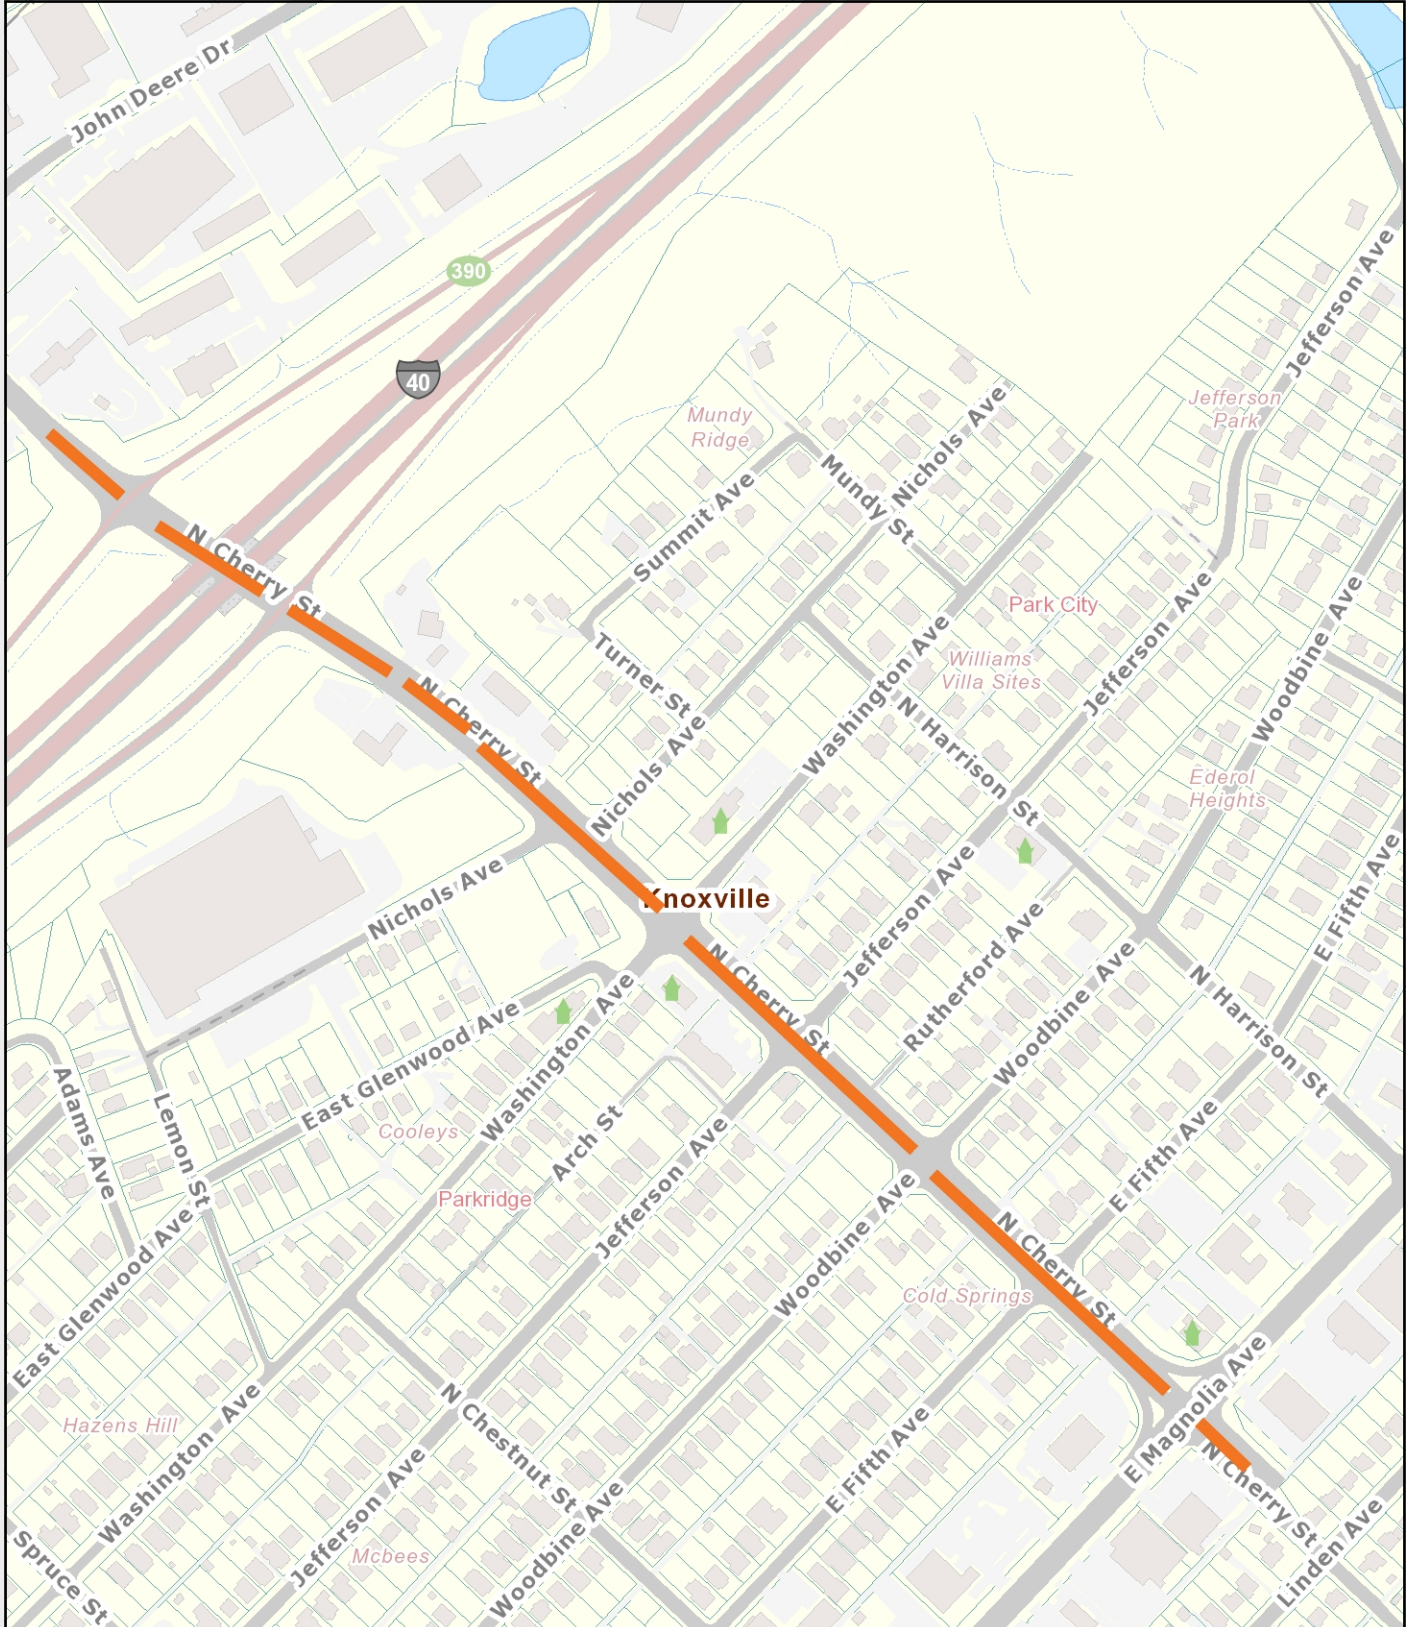 John Deere Dr
390
40
Jefferson Ave
Jefferson
Park
Mundy
Ridge
Nichols Ave
Mundy St
Summit Ave
N Cherry St
Park City
Jefferson Ave
Woodbine Ave
Turner St
e
Washington Ave
Williams
Villa Sites
N Cherry St
N Harrison St
Nichols Ave
Ederol
Heights
Nichols Ave
Knoxville
Jefferson Ave
E Fifth Ave
Rutherford Ave
Woodbine Ave
N Harrison St
N Cherry St
Washington Ave
East Glenwood Ave
Adams Ave
Lemon St
Cooleys
Arch St
Jefferson Ave
Parkridge
E Fifth Ave
Woodbine Ave
N Cherry St
Cold Springs
East Glenwood Ave
E Magnolia Ave
Hazens Hill
Washington Ave
N Chestnut St
E Fifth Ave
N Cherry St
Jefferson Ave
Mcbees
Woodbine Ave
Linden Ave
Spruce St